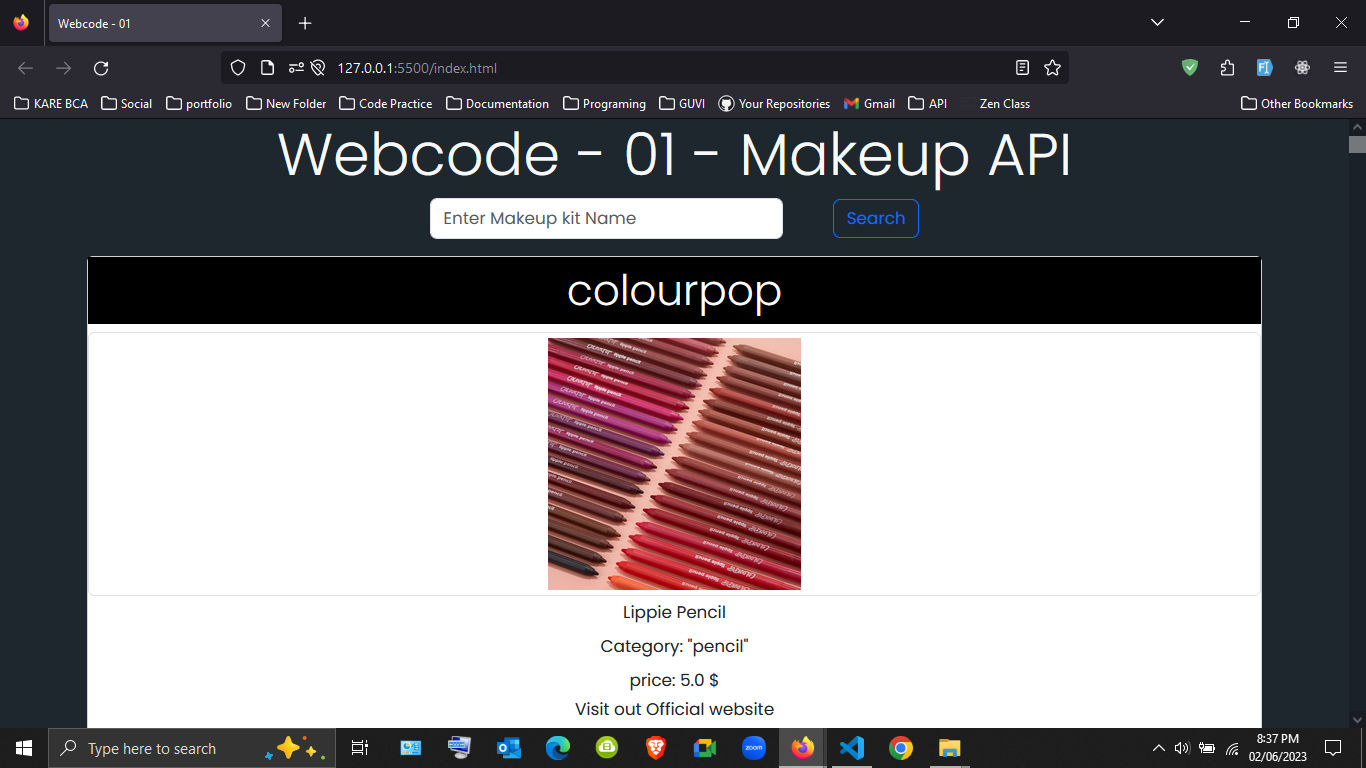 Webcode - 01
127.0.0.1:5500/index.html
KARE BCA Social portfolio New Folder Code Practice Documentation Programing GUVI Your Repositories Gmail API Zen Class Other Bookmarks
Webcode - 01 - Makeup API
Enter Makeup kit Name Search
colourpop
Lippie Pencil
Category: "pencil"
price: 5.0 $
Visit out Official website
Type here to search
zoom
8:37 PM
02/06/2023